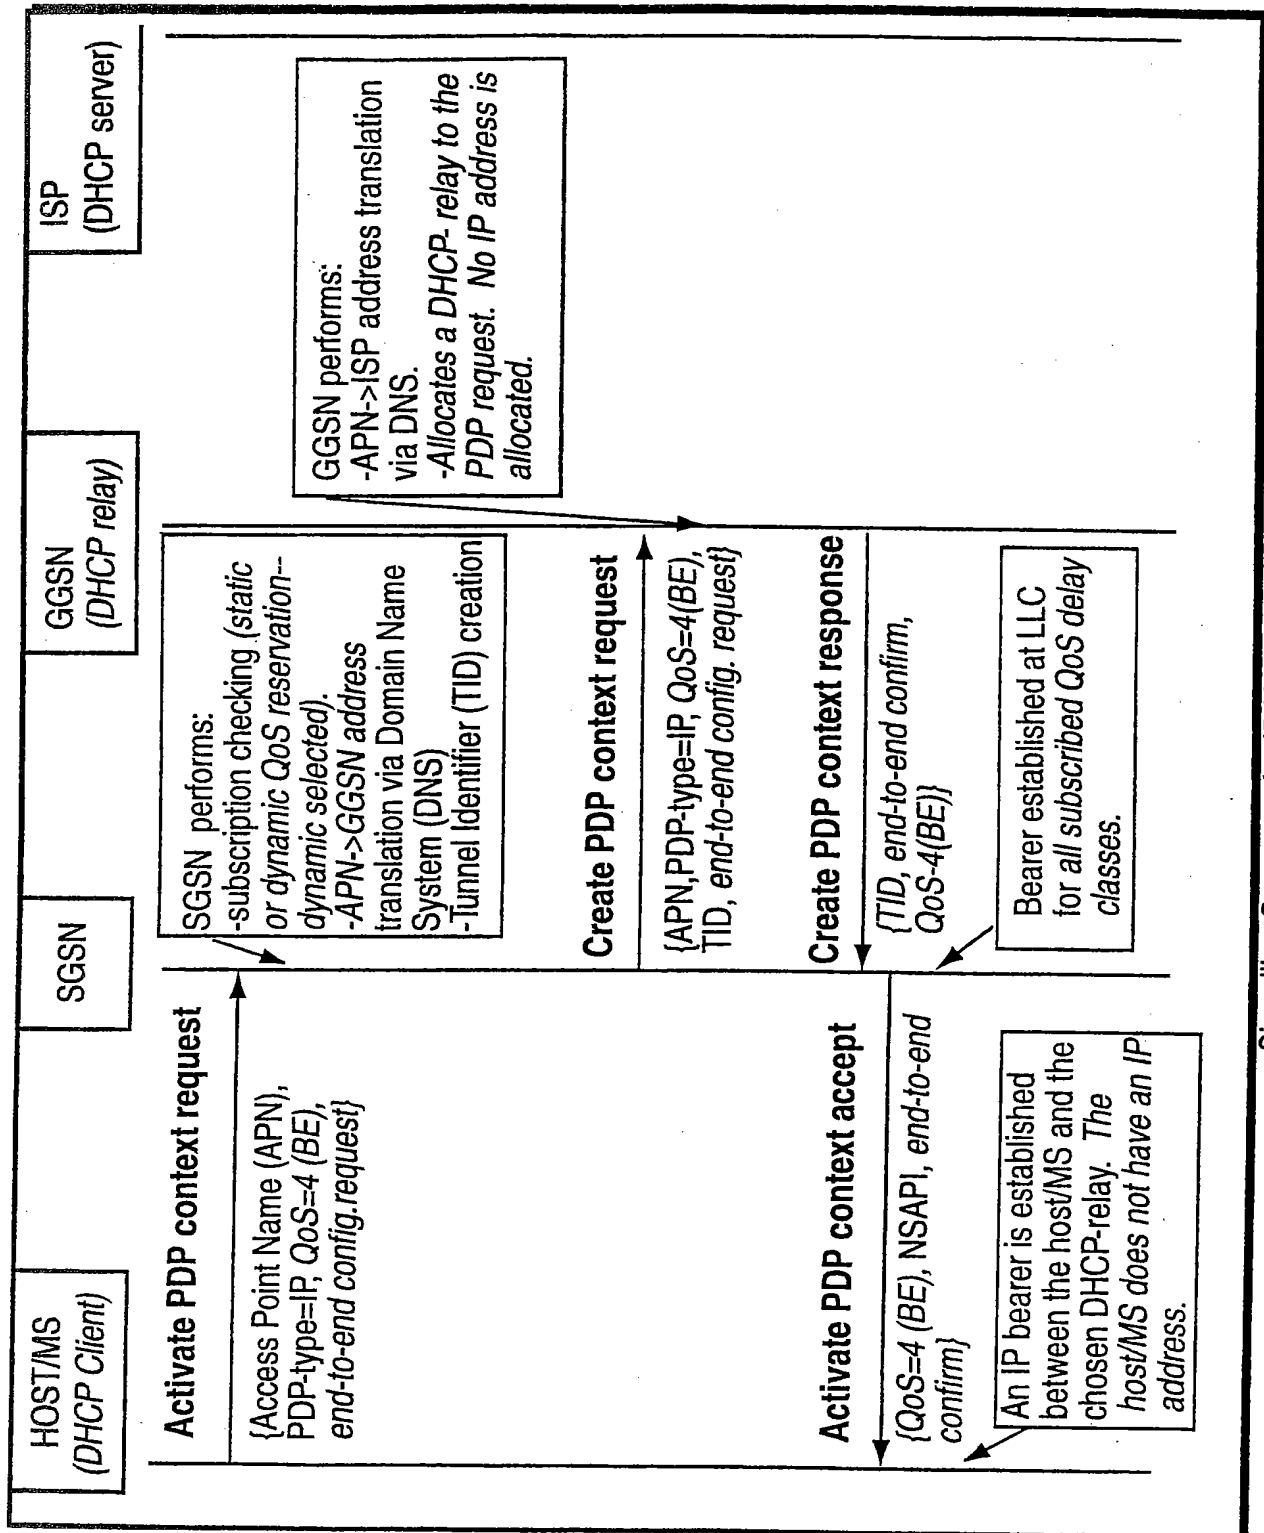 HOST/MS
(DHCP Client)
SGSN
GGSN
(DHCP relay)
ISP
(DHCP server)
Activate PDP context request
{Access Point Name (APN),
PDP-type=IP, QoS=4 (BE),
end-to-end config.request}
SGSN performs:
-subscription checking (static
or dynamic QoS reservation--
dynamic selected).
-APN->GGSN address
translation via Domain Name
System (DNS)
-Tunnel Identifier (TID) creation
GGSN performs:
-APN->ISP address translation
via DNS.
-Allocates a DHCP- relay to the
PDP request. No IP address is
allocated.
Create PDP context request
{APN,PDP-type=IP, QoS=4(BE),
TID, end-to-end config. request}
Create PDP context response
{TID, end-to-end confirm,
QoS-4(BE)}
Bearer established at LLC
for all subscribed QoS delay
classes.
Activate PDP context accept
{QoS=4 (BE), NSAPI, end-to-end
confirm}
An IP bearer is established
between the host/MS and the
chosen DHCP-relay. The
host/MS does not have an IP
address.